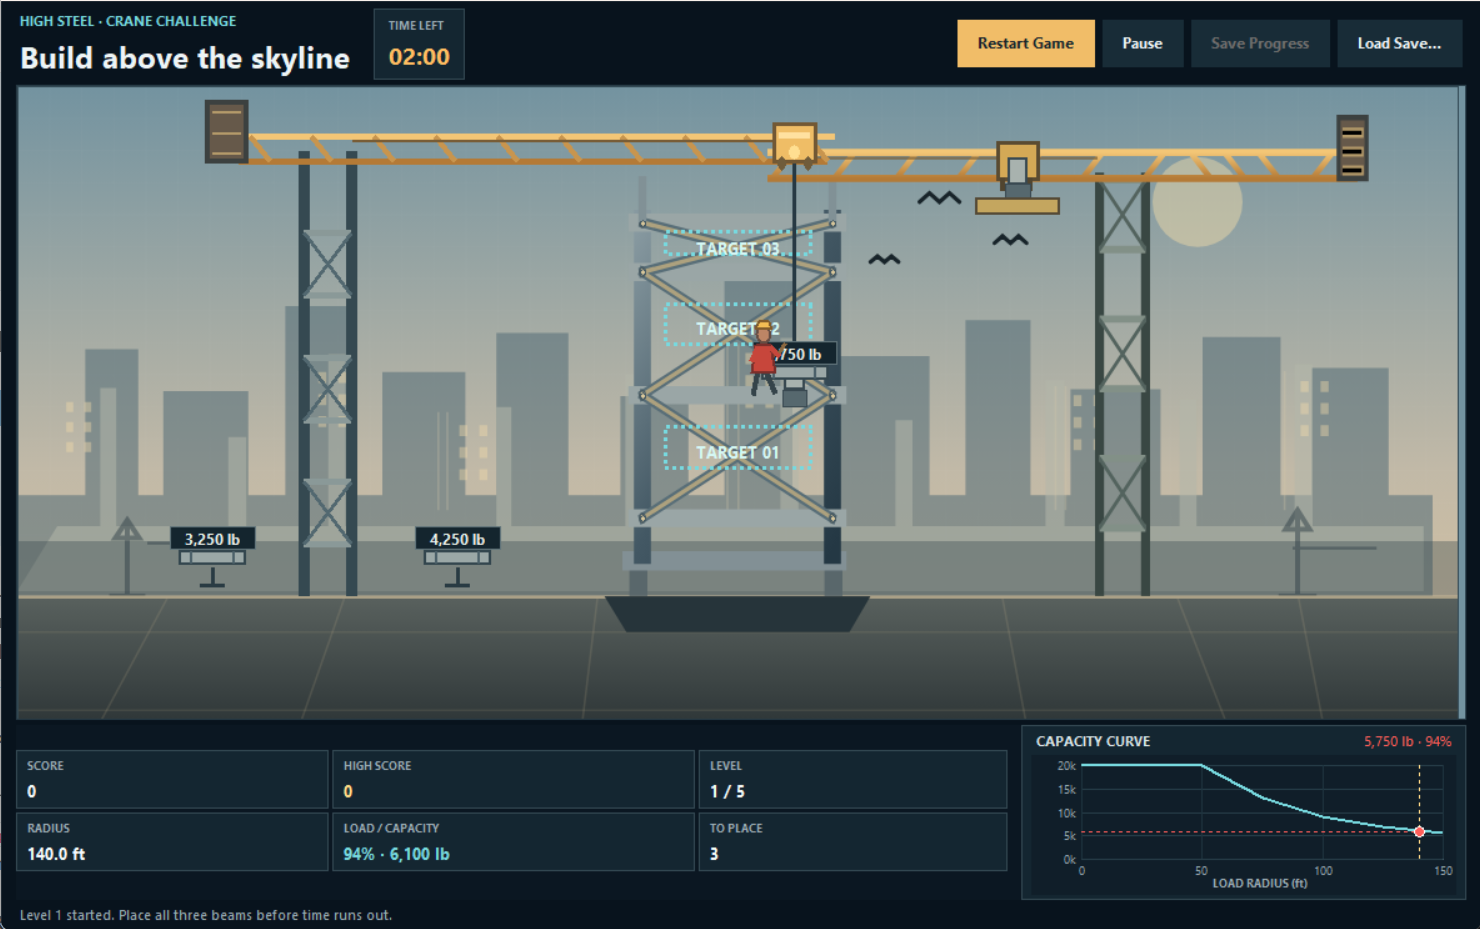 HIGH STEEL · CRANE CHALLENGE
Build above the skyline
TIME LEFT
02:00
Restart Game
Pause
Save Progress
Load Save...
TARGET 03
TARGET 2
750 lb
TARGET 01
3,250 lb
4,250 lb
SCORE
0
HIGH SCORE
0
LEVEL
1 / 5
RADIUS
140.0 ft
LOAD / CAPACITY
94% · 6,100 lb
TO PLACE
3
CAPACITY CURVE
5,750 lb · 94%
20k
15k
10k
5k
0k
0
50
100
150
LOAD RADIUS (ft)
Level 1 started. Place all three beams before time runs out.